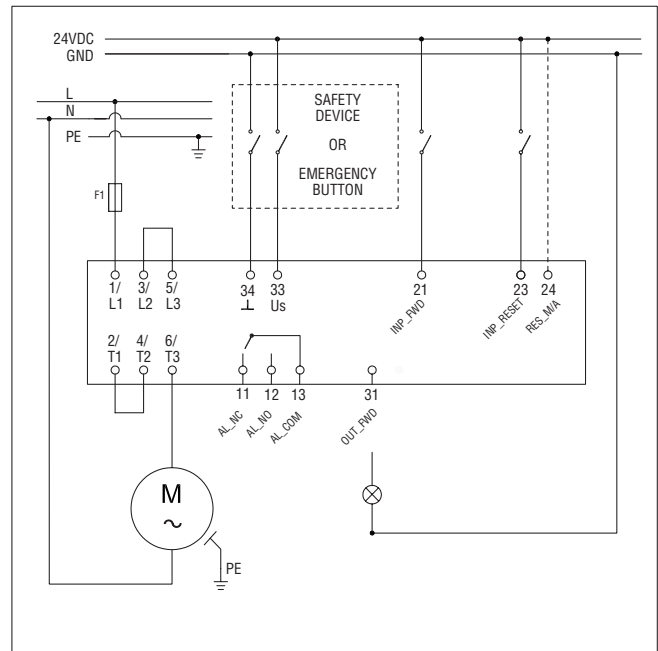 24VDC
GND
L
N
PE
F1
SAFETY
DEVICE
OR
EMERGENCY
BUTTON
1/
L1
3/
L2
5/
L3
34
⊥
33
Us
21
INP_FWD
23
INP_RESET
24
RES_M/A
2/
T1
4/
T2
6/
T3
11
AL_NC
12
AL_NO
13
AL_COM
31
OUT_FWD
M
~
PE